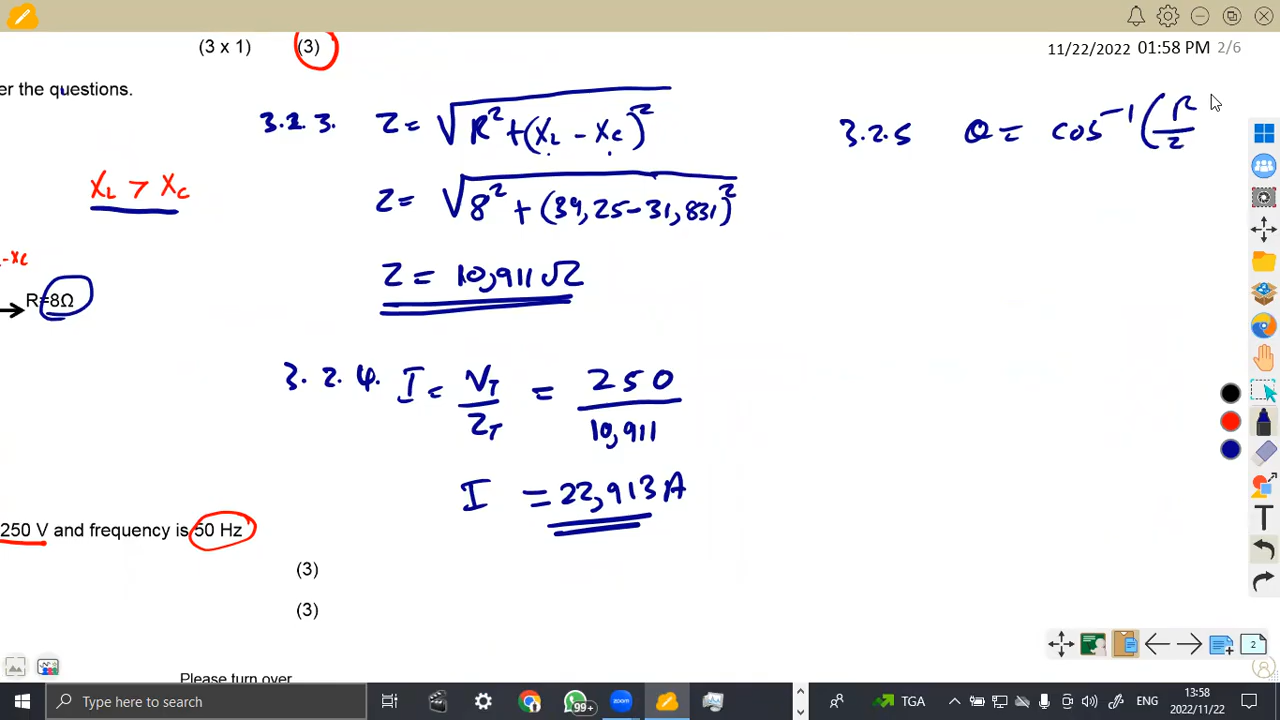 (3 x 1) (3)
11/22/2022 01:58 PM 2/6
er the questions.
3.2.3. Z = √R² + (XL - XC)²
3.2.5 θ = cos⁻¹(R/Z
XL > XC
Z = √8² + (39,25 - 31,831)²
-XC
R=8Ω
Z = 10,911 Ω
3.2.4. I = VT/ZT = 250/10,911
I = 22,913 A
250 V and frequency is 50 Hz
(3)
(3)
2
Please turn over
T
Type here to search
99+
TGA
ENG
13:58
2022/11/22